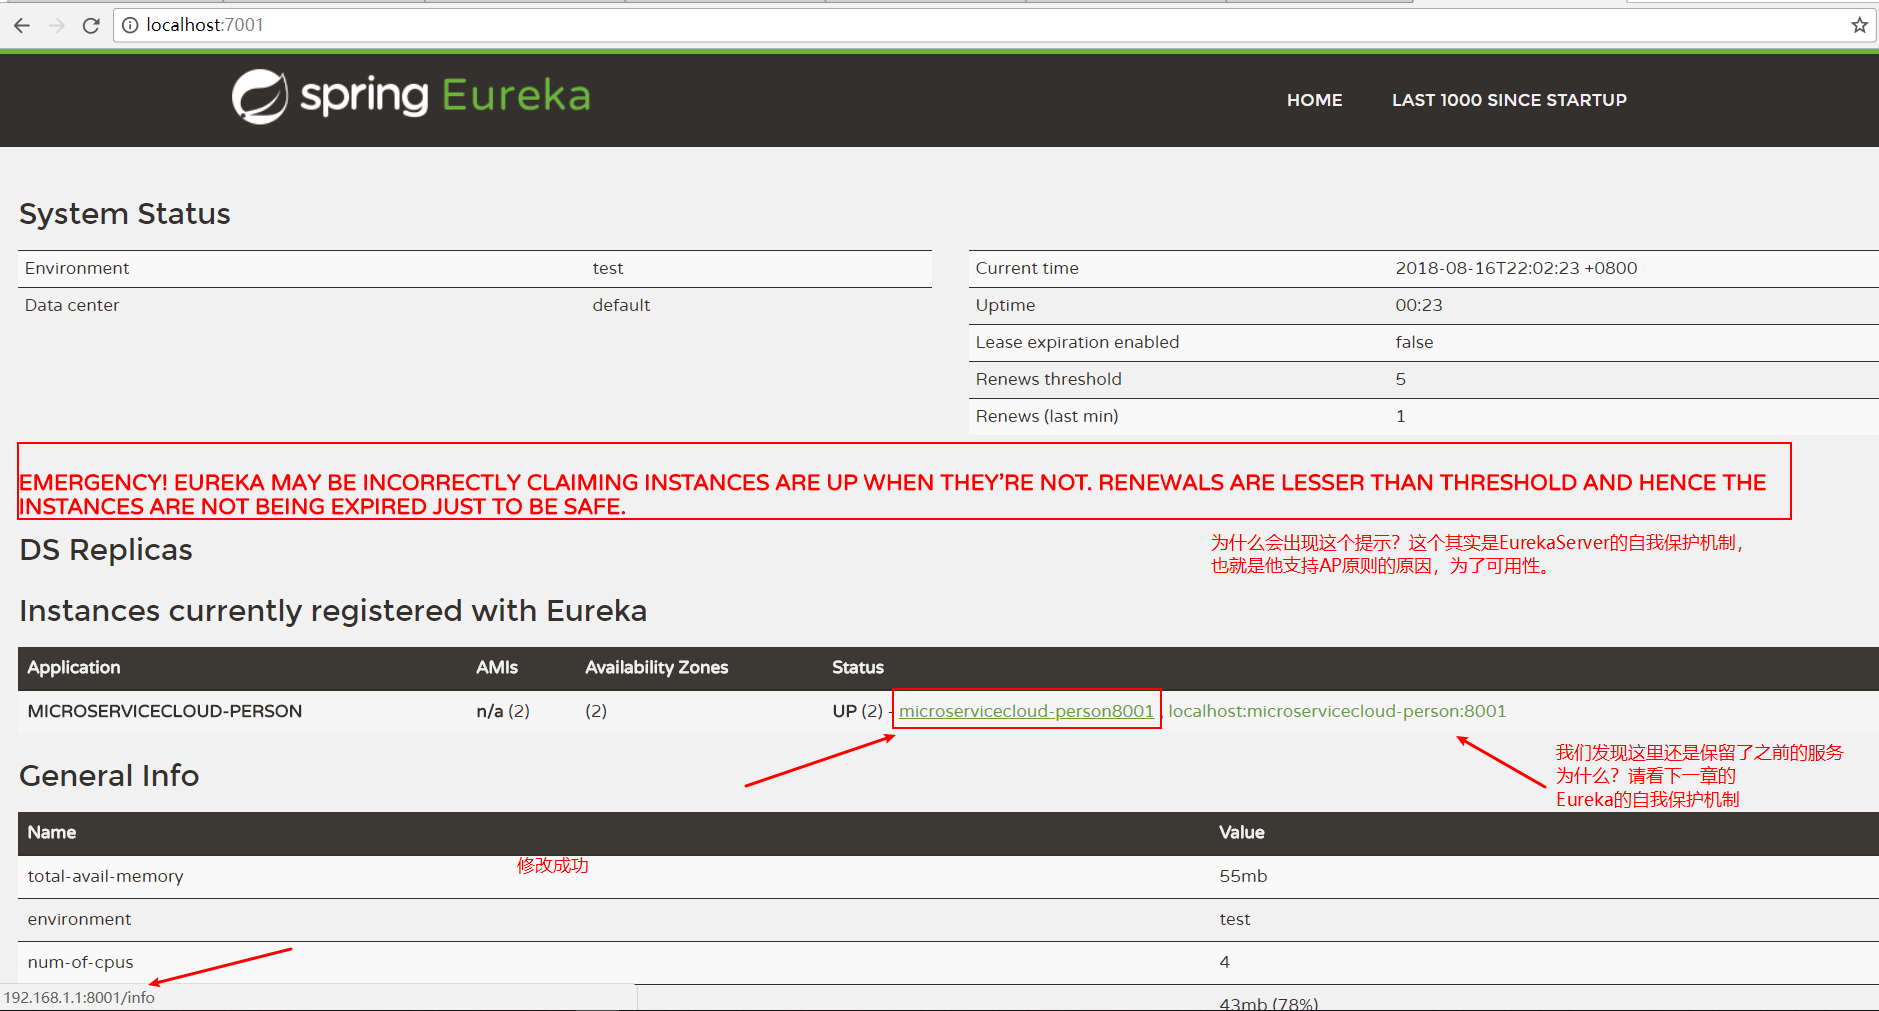 localhost:7001
spring Eureka
HOME LAST 1000 SINCE STARTUP
System Status
Environment test
Data center default
Current time 2018-08-16T22:02:23 +0800
Uptime 00:23
Lease expiration enabled false
Renews threshold 5
Renews (last min) 1
EMERGENCY! EUREKA MAY BE INCORRECTLY CLAIMING INSTANCES ARE UP WHEN THEY'RE NOT. RENEWALS ARE LESSER THAN THRESHOLD AND HENCE THE
INSTANCES ARE NOT BEING EXPIRED JUST TO BE SAFE.
为什么会出现这个提示？这个其实是EurekaServer的自我保护机制，
也就是他支持AP原则的原因，为了可用性。
DS Replicas
Instances currently registered with Eureka
Application AMIs Availability Zones Status
MICROSERVICECLOUD-PERSON n/a (2) (2) UP (2) - microservicecloud-person8001 , localhost:microservicecloud-person:8001
我们发现这里还是保留了之前的服务
为什么？请看下一章的
Eureka的自我保护机制
General Info
Name Value
修改成功
total-avail-memory 55mb
environment test
num-of-cpus 4
192.168.1.1:8001/info
43mb (78%)